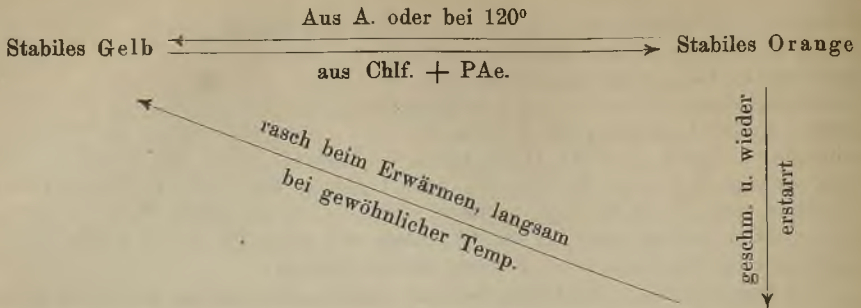 Aus A. oder bei 120º
Stabiles Gelb
Stabiles Orange
aus Chlf. + PAe.
rasch beim Erwärmen, langsam
bei gewöhnlicher Temp.
geschm. u. wieder
erstarrt